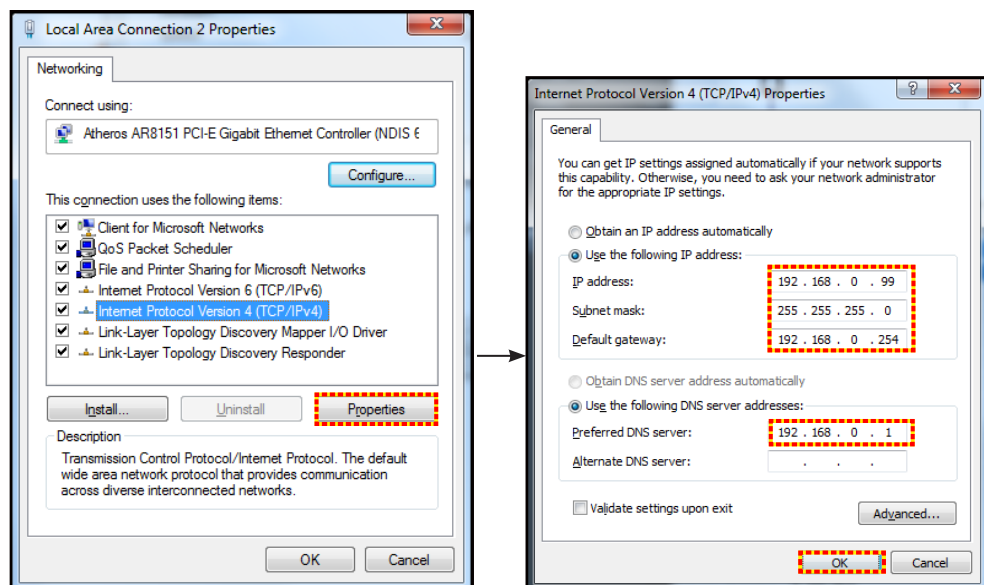 Local Area Connection 2 Properties
Networking
Connect using:
Atheros AR8151 PCI-E Gigabit Ethernet Controller (NDIS 6
Configure...
This connection uses the following items:
Client for Microsoft Networks
QoS Packet Scheduler
File and Printer Sharing for Microsoft Networks
Internet Protocol Version 6 (TCP/IPv6)
Internet Protocol Version 4 (TCP/IPv4)
Link-Layer Topology Discovery Mapper I/O Driver
Link-Layer Topology Discovery Responder
Install...
Uninstall
Properties
Description
Transmission Control Protocol/Internet Protocol. The default
wide area network protocol that provides communication
across diverse interconnected networks.
OK
Cancel
Internet Protocol Version 4 (TCP/IPv4) Properties
General
You can get IP settings assigned automatically if your network supports
this capability. Otherwise, you need to ask your network administrator
for the appropriate IP settings.
Obtain an IP address automatically
Use the following IP address:
IP address: 192 . 168 . 0 . 99
Subnet mask: 255 . 255 . 255 . 0
Default gateway: 192 . 168 . 0 . 254
Obtain DNS server address automatically
Use the following DNS server addresses:
Preferred DNS server: 192 . 168 . 0 . 1
Alternate DNS server: . . .
Validate settings upon exit
Advanced...
OK
Cancel